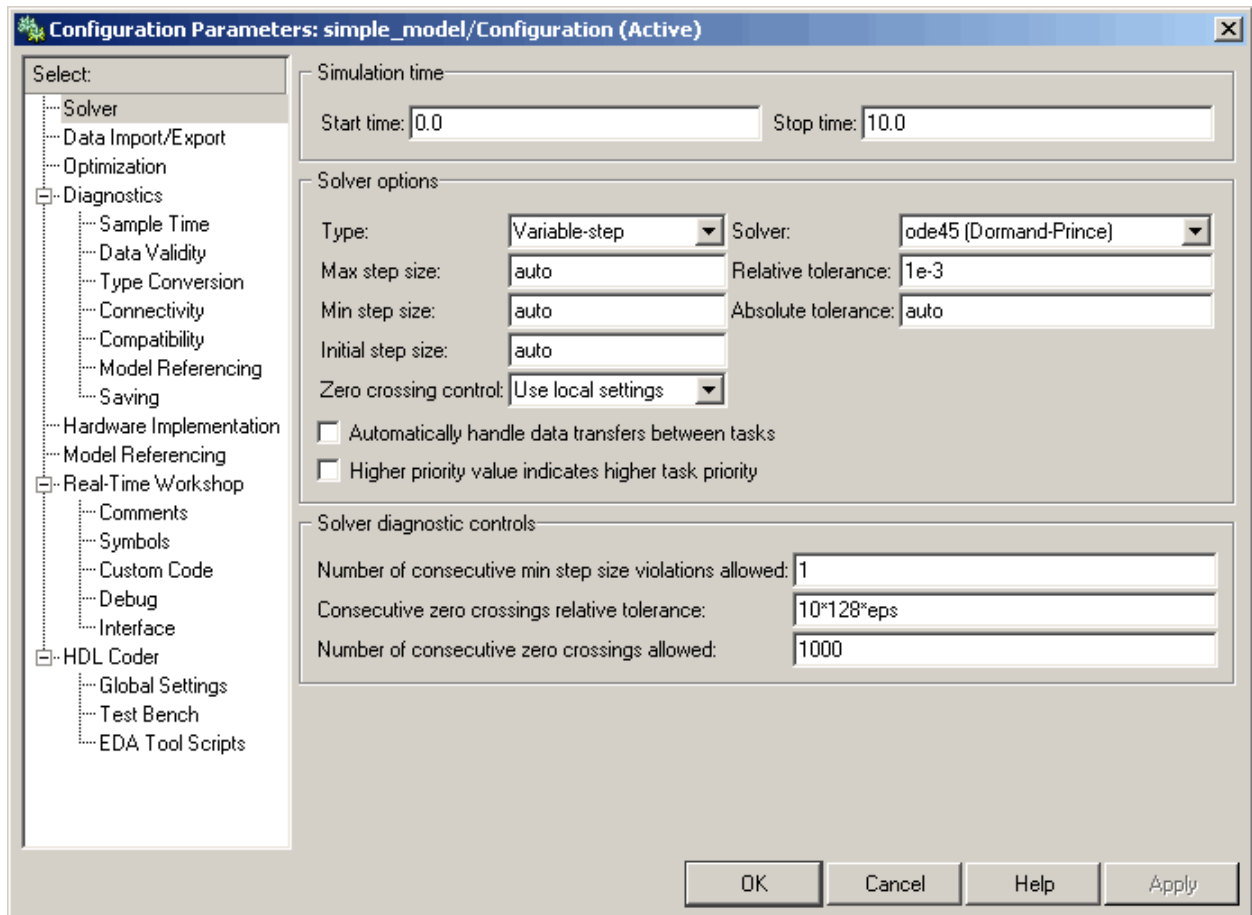 Configuration Parameters: simple_model/Configuration (Active)
Select:
Solver
Data Import/Export
Optimization
Diagnostics
Sample Time
Data Validity
Type Conversion
Connectivity
Compatibility
Model Referencing
Saving
Hardware Implementation
Model Referencing
Real-Time Workshop
Comments
Symbols
Custom Code
Debug
Interface
HDL Coder
Global Settings
Test Bench
EDA Tool Scripts
Simulation time
Start time: 0.0 Stop time: 10.0
Solver options
Type: Variable-step Solver: ode45 (Dormand-Prince)
Max step size: auto Relative tolerance: 1e-3
Min step size: auto Absolute tolerance: auto
Initial step size: auto
Zero crossing control: Use local settings
Automatically handle data transfers between tasks
Higher priority value indicates higher task priority
Solver diagnostic controls
Number of consecutive min step size violations allowed: 1
Consecutive zero crossings relative tolerance: 10*128*eps
Number of consecutive zero crossings allowed: 1000
OK Cancel Help Apply